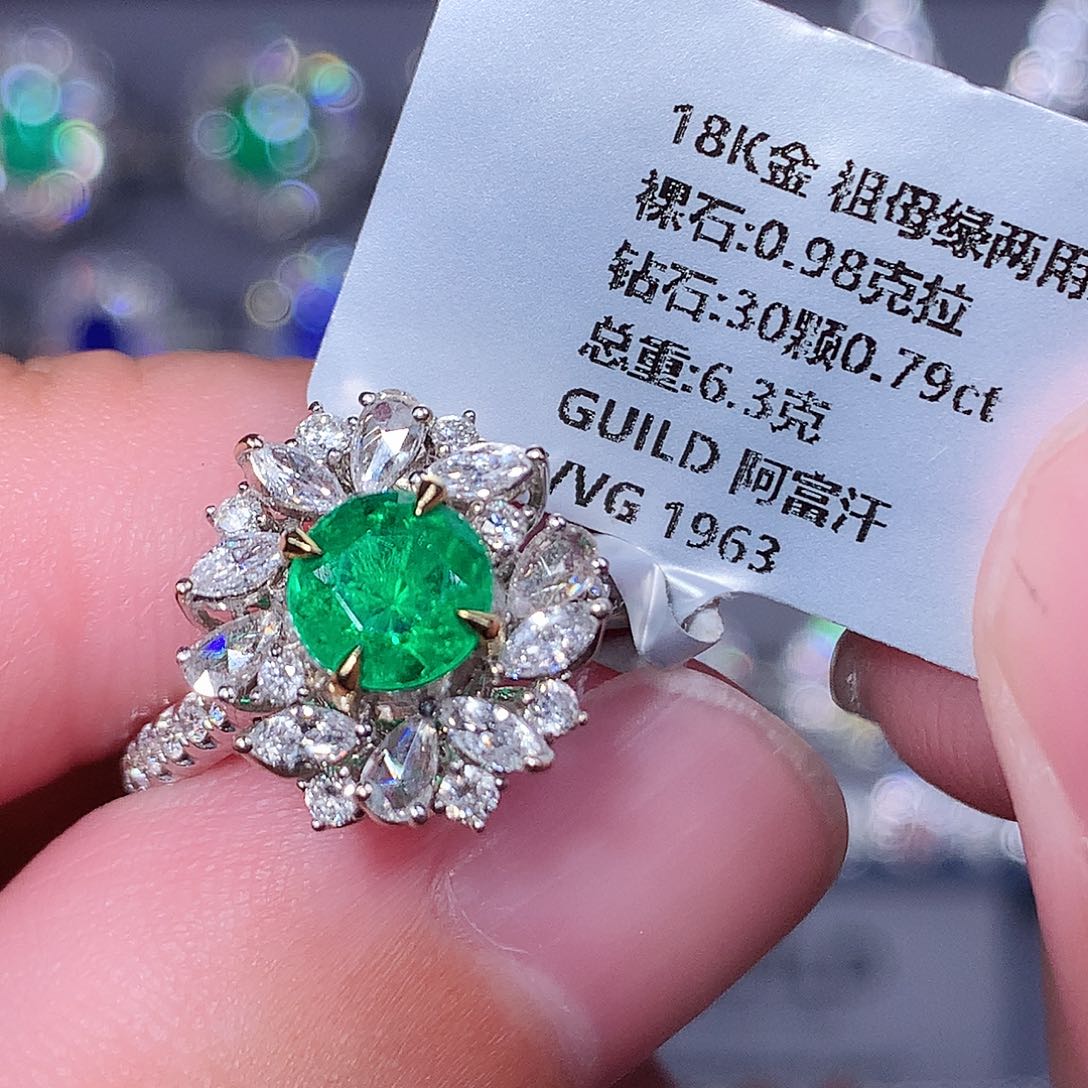 18K金 祖母绿两用
裸石:0.98克拉
钻石:30颗0.79ct
总重:6.3克
GUILD 阿富汗
/VG 1963